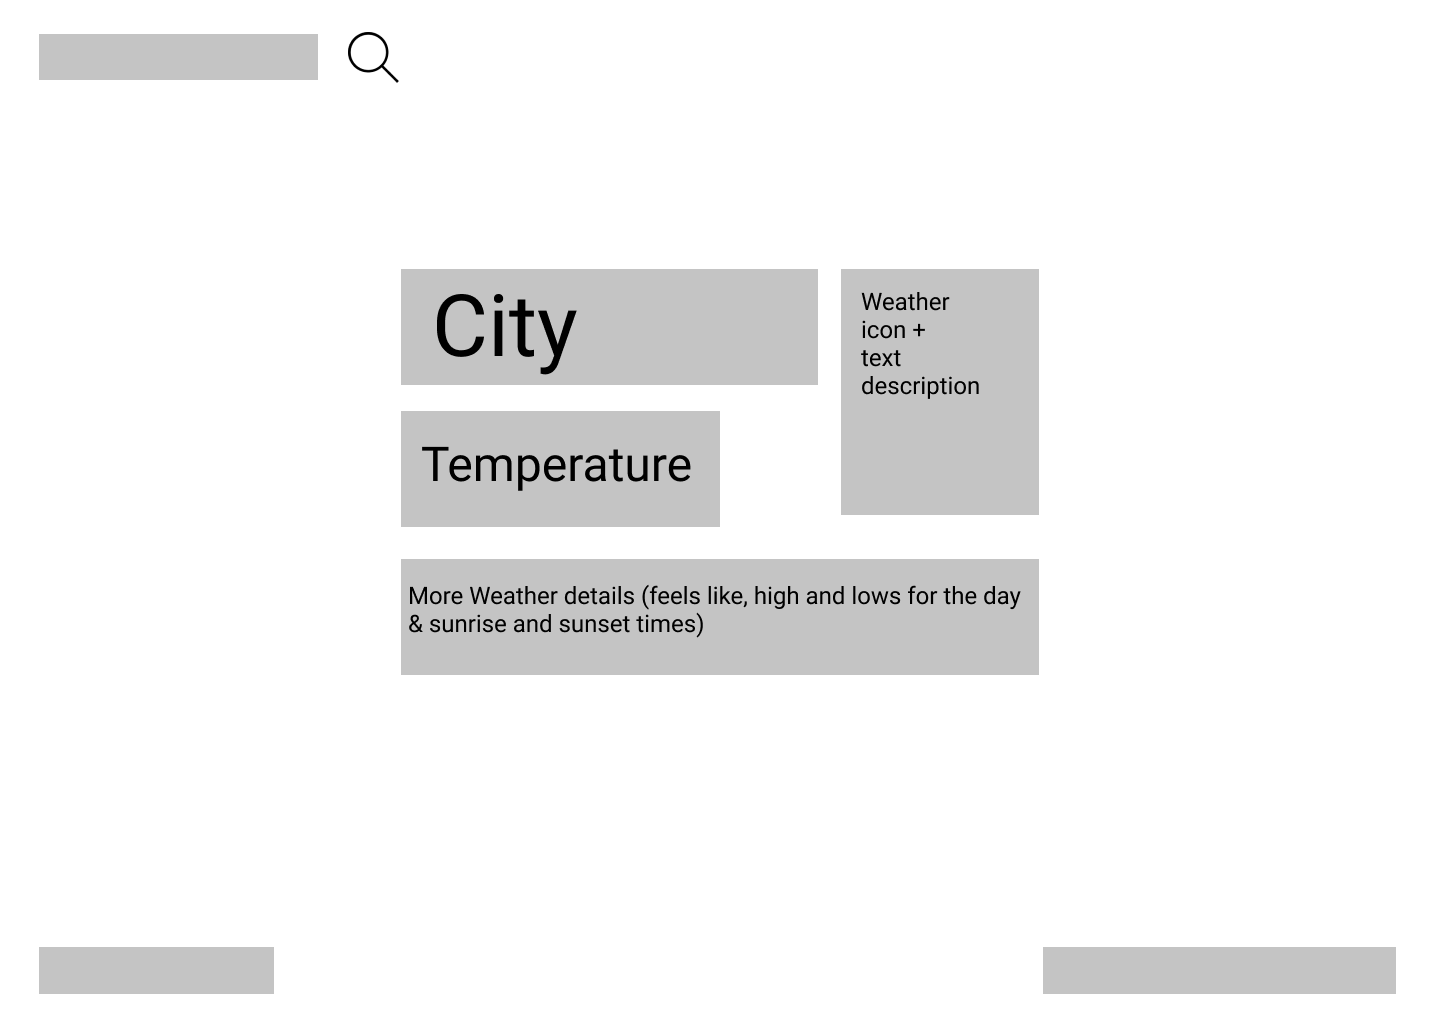 City
Weather
icon +
text
description
Temperature
More Weather details (feels like, high and lows for the day
& sunrise and sunset times)